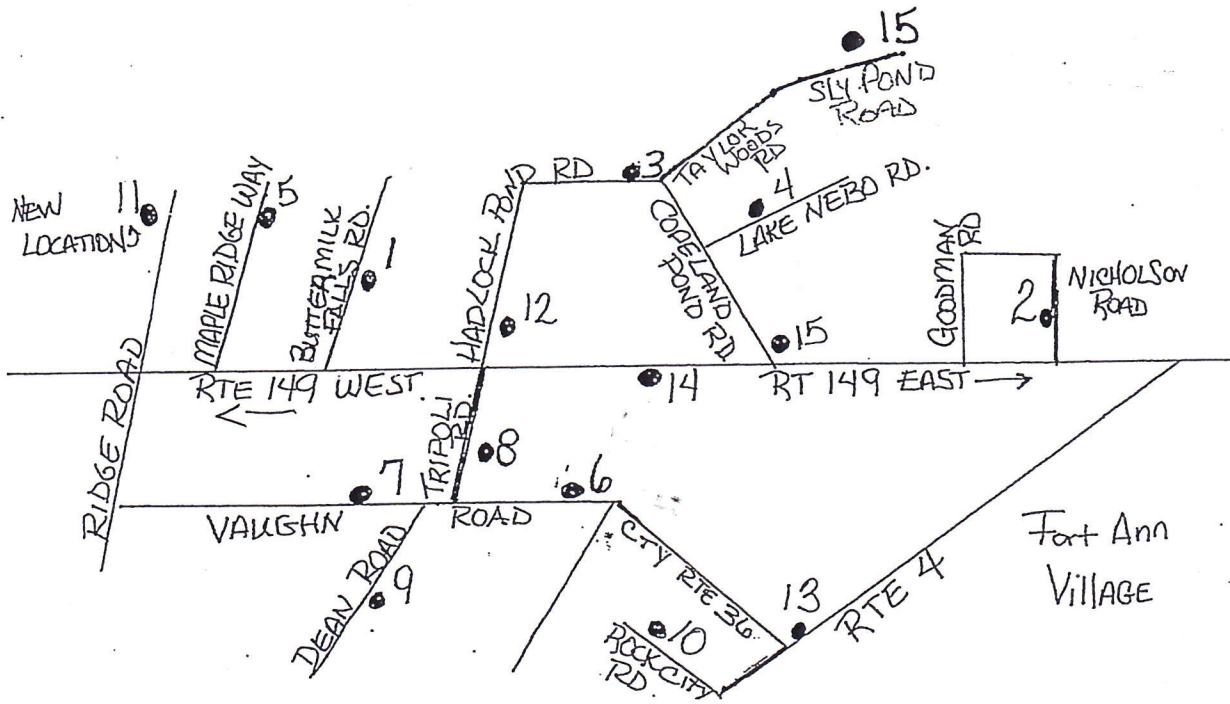 15
SLY POND
ROAD
TAYLOR
WOODS
RD
3
POND RD
4
LAKE NEBO RD.
11
NEW
LOCATION
5
MAPLE RIDGE WAY
BUTTERMILK
FALLS RD.
1
HADLOCK
12
COPELAND
POND RD
GOODMAN
RD
2
NICHOLSON
ROAD
15
RTE 149 WEST
14
RT 149 EAST
RIDGE ROAD
TRIPOLI
RD.
8
7
6
VAUGHN ROAD
DEAN ROAD
9
CTY RTE 36
13
RTE 4
10
ROCK CITY
RD.
Fort Ann
Village